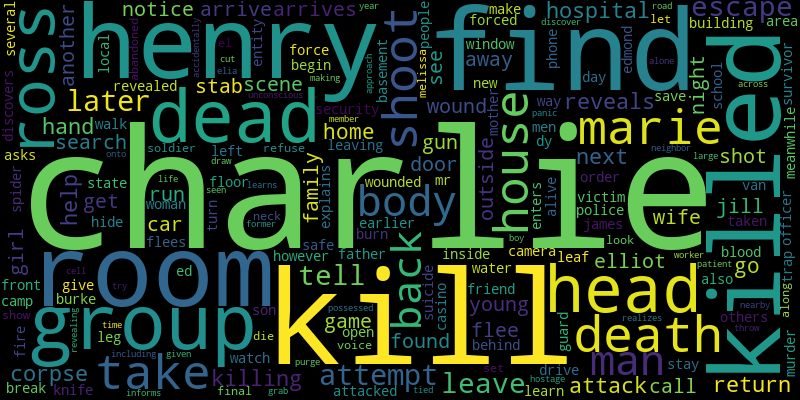 notice arrive arrives hospital make people year road let several
henry find escape
ross another local abandoned el cut elia accidentally force begin window phone edmond day forced see away new building area
discovers later revealed entity stab scene basement security shoot melissa wound reveals night school save alone across survivor
hand walk dead home leaving gun marie killed
search asks soldier left refuse member unconscious door mr men dy way mother panic next shot meanwhile
charlie house outside
spider help state get hide run woman floor life draw seen turn former learns neck wounded family explains body earlier burn enters alive order james victim police look wife van jill taken officer
girl car flees ed however safe father back inside camera water leaf boy elliot worker patient blood go also trap along
room kill head
front camp give burke cell try son tell friend young large nearby others
show fire group leg time including given die possessed voice game open found suicide casino flee behind guard death realizes throw murder
corpse take watch attempt set man drive stay
break knife revealing informs killing final grab purge attacked tied leave hostage learn attack call return
discover approach making neighbor